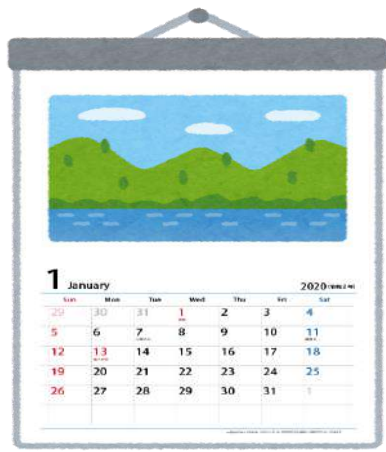 1 January 2020
Sun Mon Tue Wed Thu Fri Sat
29 30 31 1 2 3 4
5 6 7 8 9 10 11
12 13 14 15 16 17 18
19 20 21 22 23 24 25
26 27 28 29 30 31 1